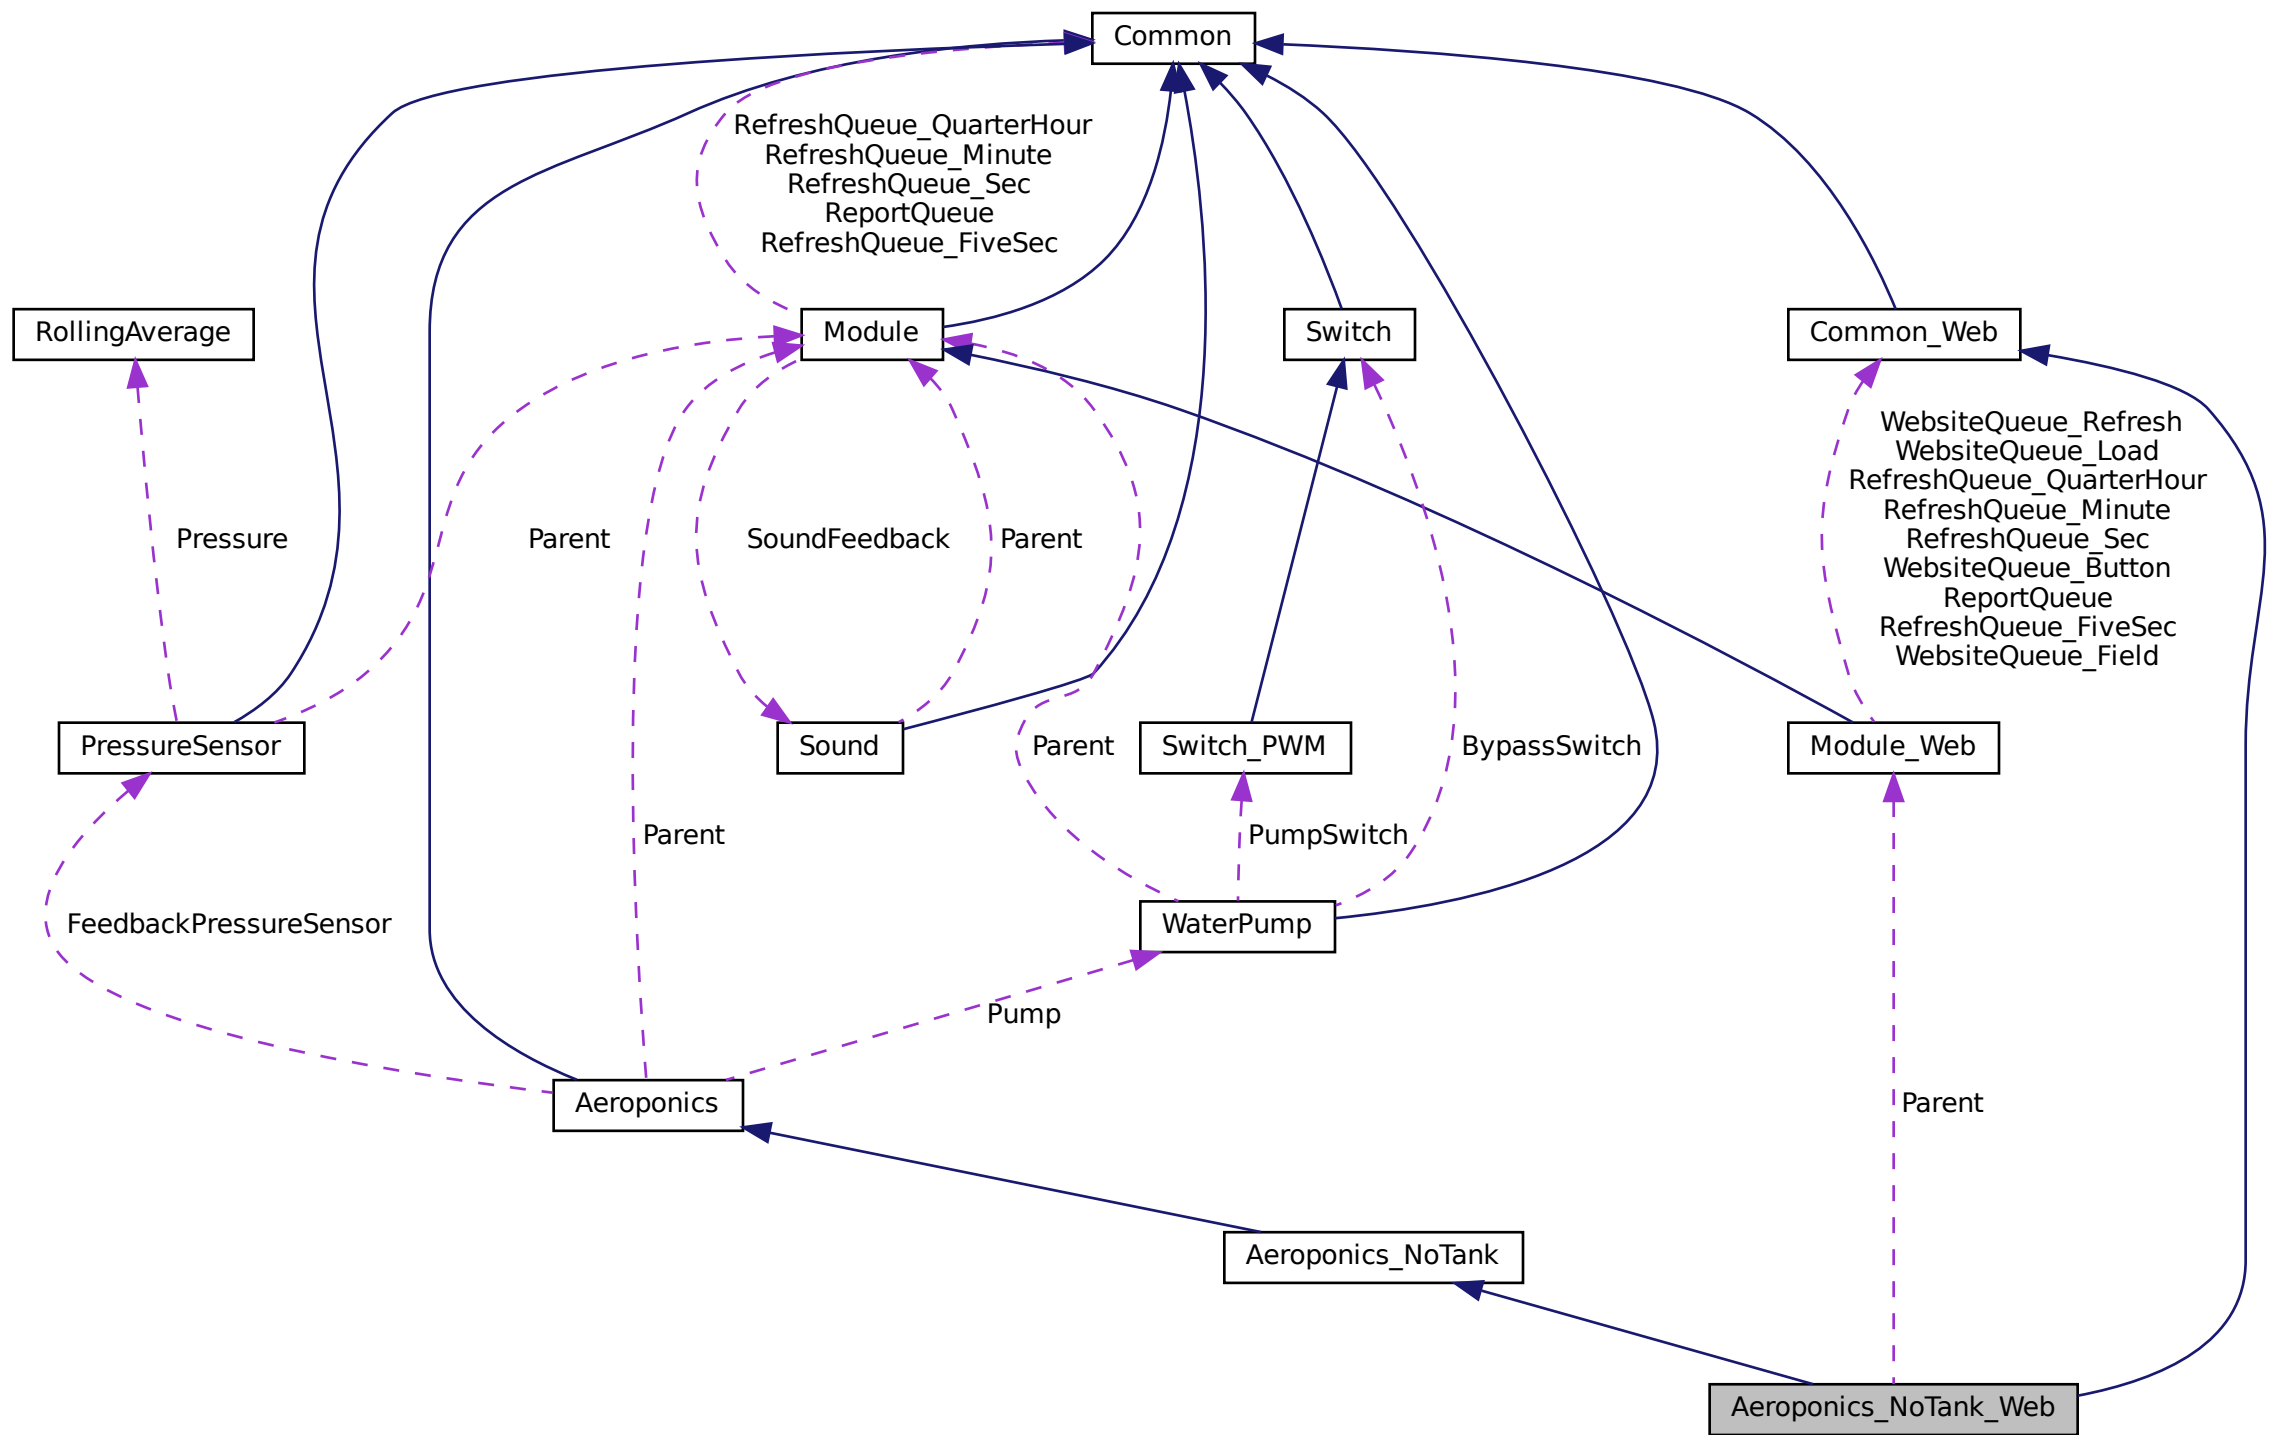 Common
RefreshQueue_QuarterHour
RefreshQueue_Minute
RefreshQueue_Sec
ReportQueue
RefreshQueue_FiveSec
RollingAverage
Module
Switch
Common_Web
WebsiteQueue_Refresh
WebsiteQueue_Load
RefreshQueue_QuarterHour
RefreshQueue_Minute
RefreshQueue_Sec
WebsiteQueue_Button
ReportQueue
RefreshQueue_FiveSec
WebsiteQueue_Field
Pressure
Parent
SoundFeedback
Parent
PressureSensor
Sound
Parent
Switch_PWM
BypassSwitch
Module_Web
Parent
PumpSwitch
FeedbackPressureSensor
WaterPump
Pump
Aeroponics
Parent
Aeroponics_NoTank
Aeroponics_NoTank_Web